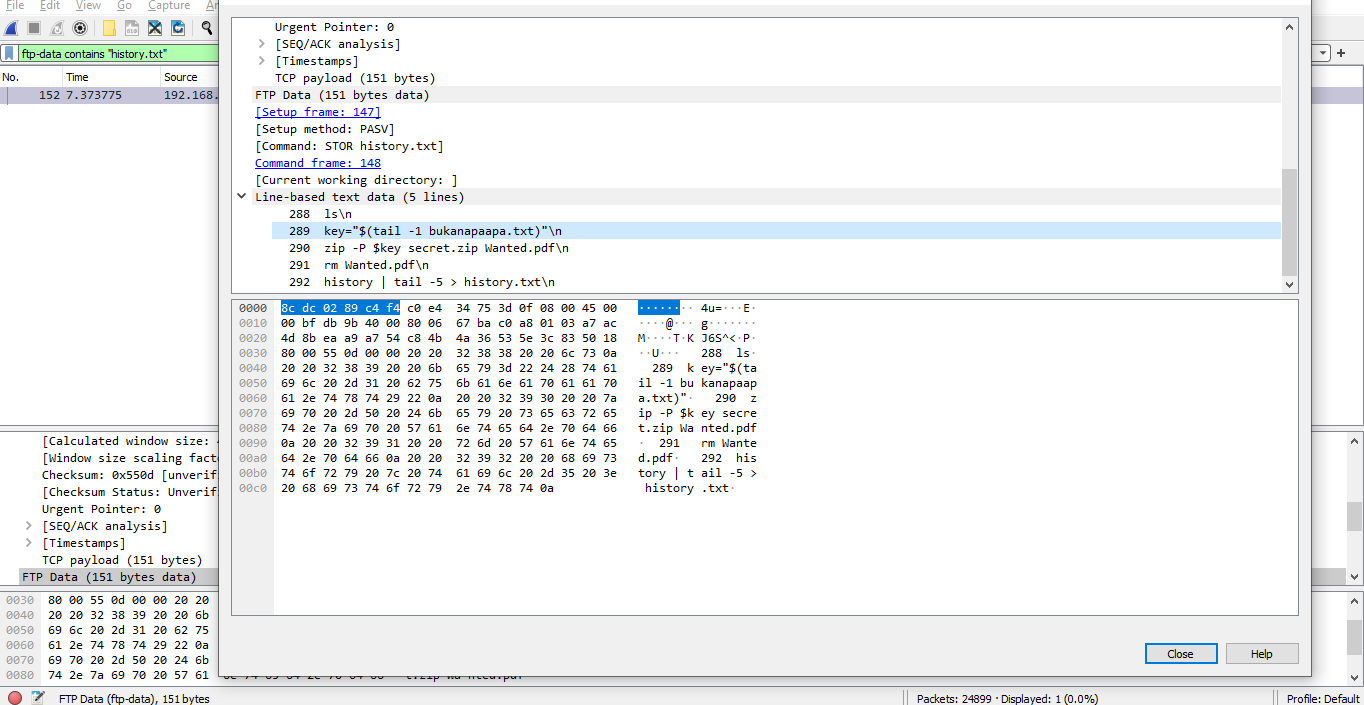 File Edit View Go Capture
ftp-data contains "history.txt"
No. Time Source
152 7.373775 192.168.
Urgent Pointer: 0
[SEQ/ACK analysis]
[Timestamps]
TCP payload (151 bytes)
FTP Data (151 bytes data)
[Setup frame: 147]
[Setup method: PASV]
[Command: STOR history.txt]
Command frame: 148
[Current working directory: ]
Line-based text data (5 lines)
288 ls\n
289 key="$(tail -1 bukanapaapa.txt)"\n
290 zip -P $key secret.zip Wanted.pdf\n
291 rm Wanted.pdf\n
292 history | tail -5 > history.txt\n
0000 8c dc 02 89 c4 f4 c0 e4 34 75 3d 0f 08 00 45 00 ········ 4u=···E·
0010 00 bf db 9b 40 00 80 06 67 ba c0 a8 01 03 a7 ac ····@··· g·······
0020 4d 8b ea a9 a7 54 c8 4b 4a 36 53 5e 3c 83 50 18 M····T·K J6S^<·P·
0030 80 00 55 0d 00 00 20 20 32 38 38 20 20 6c 73 0a ··U··· 288 ls·
0040 20 20 32 38 39 20 20 6b 65 79 3d 22 24 28 74 61 289 k ey="$(ta
0050 69 6c 20 2d 31 20 62 75 6b 61 6e 61 70 61 61 70 il -1 bu kanapaap
0060 61 2e 74 78 74 29 22 0a 20 20 32 39 30 20 20 7a a.txt)"· 290 z
0070 69 70 20 2d 50 20 24 6b 65 79 20 73 65 63 72 65 ip -P $k ey secre
0080 74 2e 7a 69 70 20 57 61 6e 74 65 64 2e 70 64 66 t.zip Wa nted.pdf
0090 0a 20 20 32 39 31 20 20 72 6d 20 57 61 6e 74 65 · 291 rm Wante
00a0 64 2e 70 64 66 0a 20 20 32 39 32 20 20 68 69 73 d.pdf· 292 his
00b0 74 6f 72 79 20 7c 20 74 61 69 6c 20 2d 35 20 3e tory | t ail -5 >
00c0 20 68 69 73 74 6f 72 79 2e 74 78 74 0a history .txt·
Close Help
[Calculated window size:
[Window size scaling fact
Checksum: 0x550d [unverif
[Checksum Status: Unverif
Urgent Pointer: 0
[SEQ/ACK analysis]
[Timestamps]
TCP payload (151 bytes)
FTP Data (151 bytes data)
0030 80 00 55 0d 00 00 20 20
0040 20 20 32 38 39 20 20 6b
0050 69 6c 20 2d 31 20 62 75
0060 61 2e 74 78 74 29 22 0a
0070 69 70 20 2d 50 20 24 6b
0080 74 2e 7a 69 70 20 57 61
FTP Data (ftp-data), 151 bytes
Packets: 24899 · Displayed: 1 (0.0%)
Profile: Default